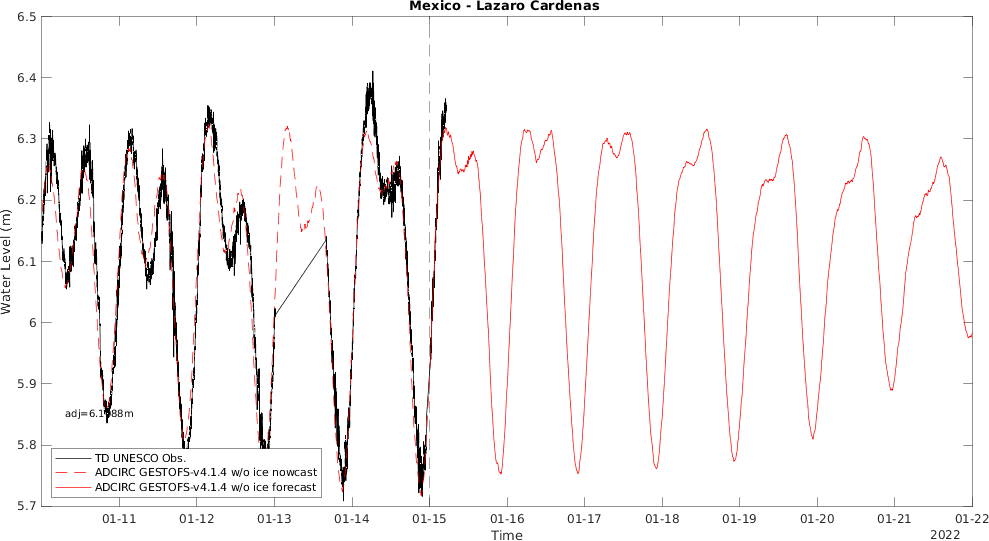 Mexico - Lazaro Cardenas
Water Level (m)
6.5
6.4
6.3
6.2
6.1
6
5.9
5.8
5.7
TD UNESCO Obs.
ADCIRC GESTOFS-v4.1.4 w/o ice nowcast
ADCIRC GESTOFS-v4.1.4 w/o ice forecast
01-11 01-12 01-13 01-14 01-15 01-16 01-17 01-18 01-19 01-20 01-21 01-22
Time
2022